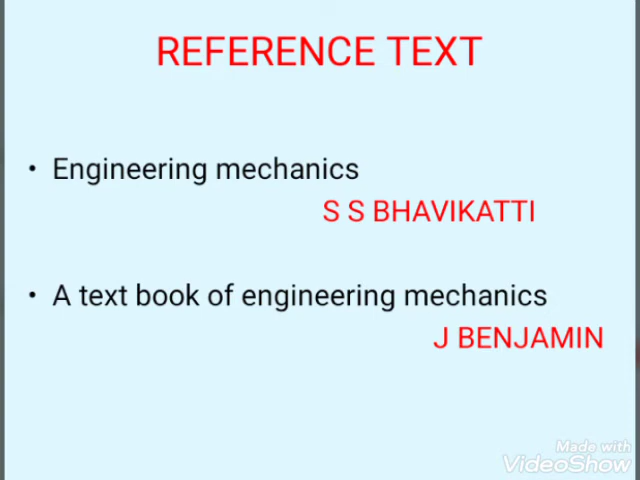 REFERENCE TEXT
• Engineering mechanics
S S BHAVIKATTI
• A text book of engineering mechanics
J BENJAMIN
Made with
VideoShow